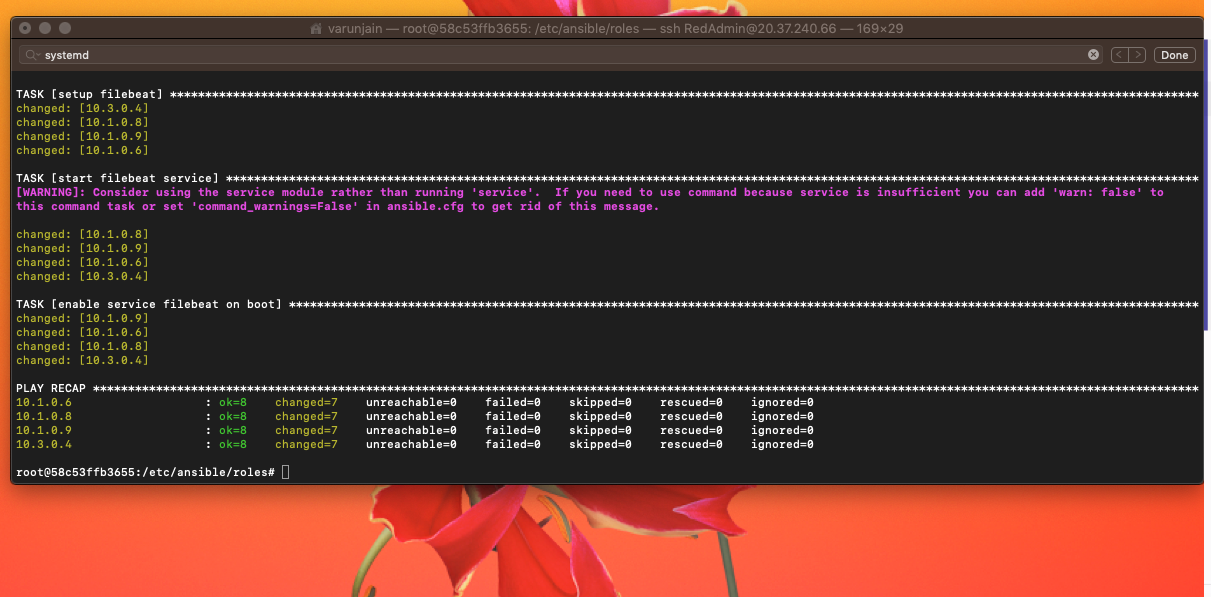 varunjain — root@58c53ffb3655: /etc/ansible/roles — ssh RedAdmin@20.37.240.66 — 169×29
systemd
Done
TASK [setup filebeat] ***************************************************************************************************************************************************
changed: [10.3.0.4]
changed: [10.1.0.8]
changed: [10.1.0.9]
changed: [10.1.0.6]
TASK [start filebeat service] *******************************************************************************************************************************************
[WARNING]: Consider using the service module rather than running 'service'.  If you need to use command because service is insufficient you can add 'warn: false' to
this command task or set 'command_warnings=False' in ansible.cfg to get rid of this message.
changed: [10.1.0.8]
changed: [10.1.0.9]
changed: [10.1.0.6]
changed: [10.3.0.4]
TASK [enable service filebeat on boot] **********************************************************************************************************************************
changed: [10.1.0.9]
changed: [10.1.0.6]
changed: [10.1.0.8]
changed: [10.3.0.4]
PLAY RECAP **************************************************************************************************************************************************************
10.1.0.6                   : ok=8    changed=7    unreachable=0    failed=0    skipped=0    rescued=0    ignored=0
10.1.0.8                   : ok=8    changed=7    unreachable=0    failed=0    skipped=0    rescued=0    ignored=0
10.1.0.9                   : ok=8    changed=7    unreachable=0    failed=0    skipped=0    rescued=0    ignored=0
10.3.0.4                   : ok=8    changed=7    unreachable=0    failed=0    skipped=0    rescued=0    ignored=0
root@58c53ffb3655:/etc/ansible/roles#